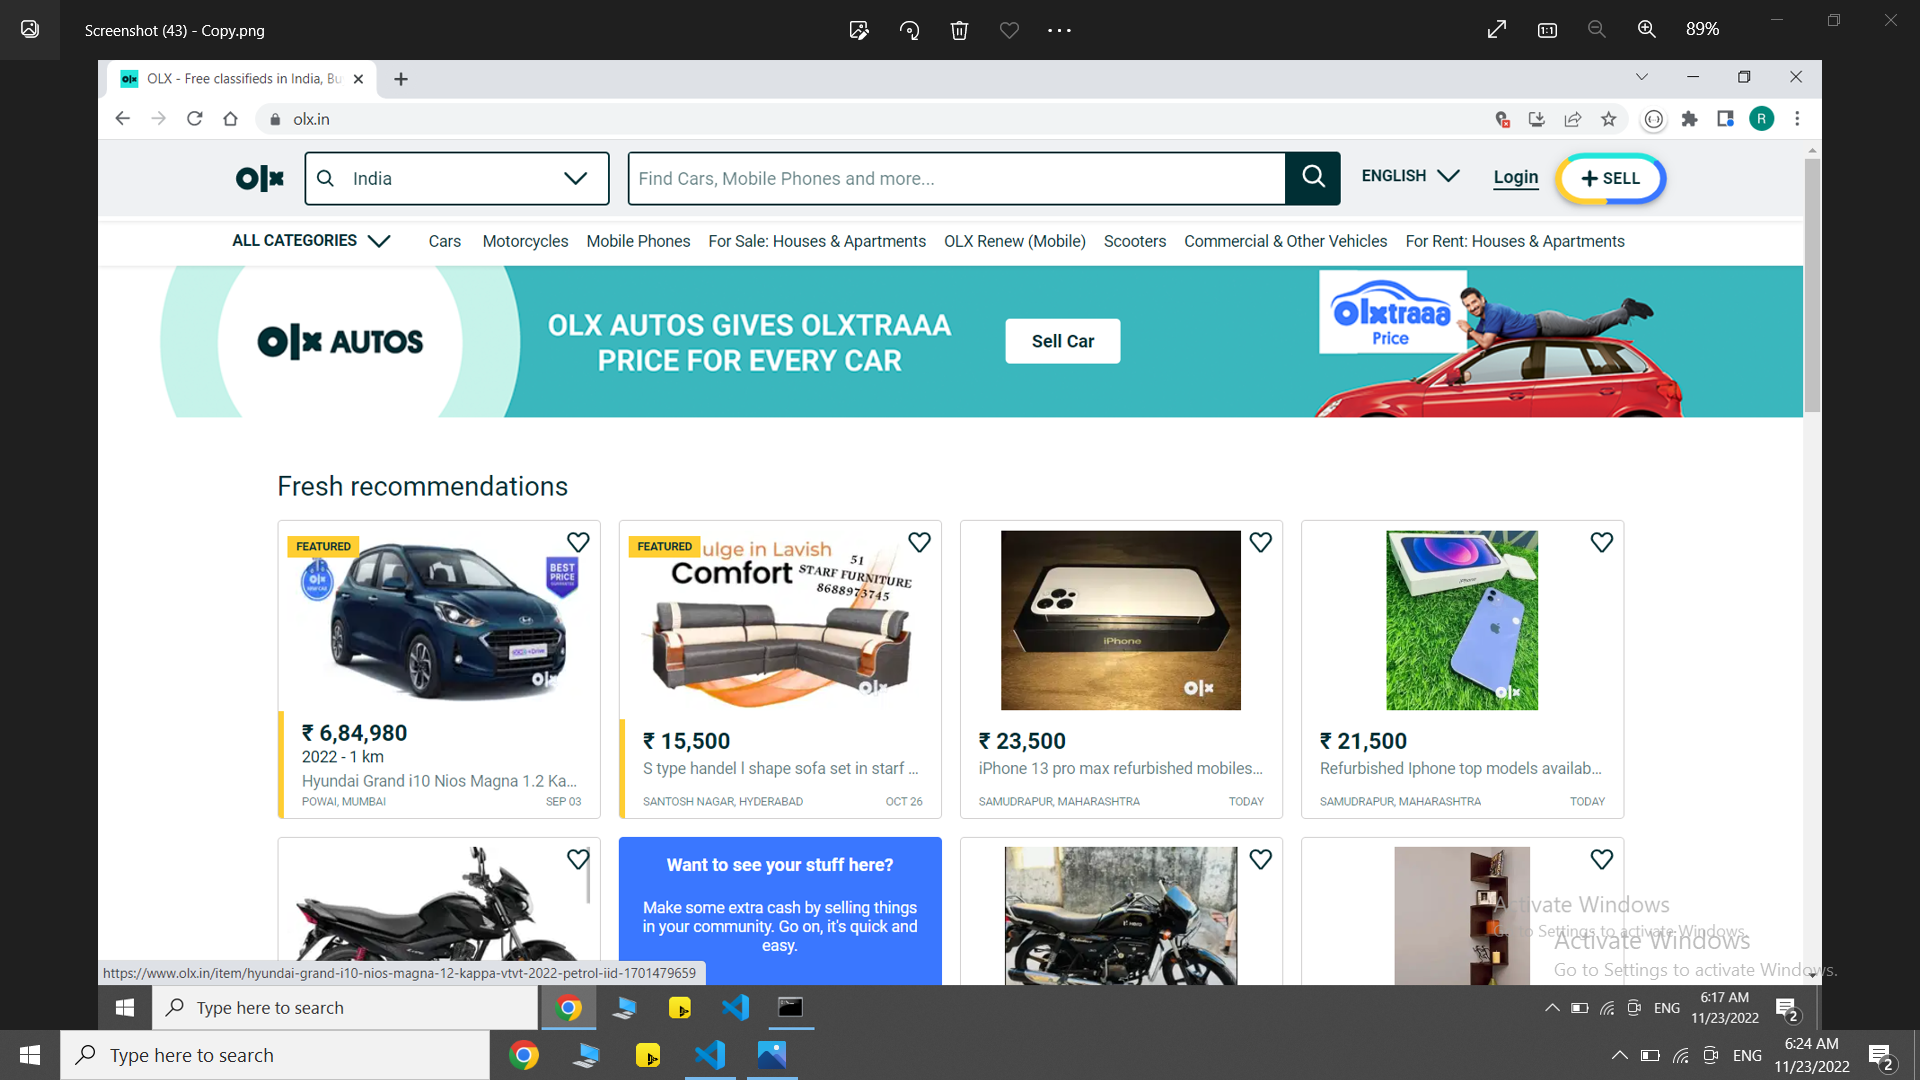 Screenshot (43) - Copy.png
89%
OLX - Free classifieds in India, Bu
olx.in
R
olx
India
Find Cars, Mobile Phones and more...
ENGLISH
Login
+ SELL
ALL CATEGORIES
Cars
Motorcycles
Mobile Phones
For Sale: Houses & Apartments
OLX Renew (Mobile)
Scooters
Commercial & Other Vehicles
For Rent: Houses & Apartments
olx AUTOS
OLX AUTOS GIVES OLXTRAAA
PRICE FOR EVERY CAR
Sell Car
Olxtraaa
Price
Fresh recommendations
FEATURED
BEST
PRICE
olx
₹ 6,84,980
2022 - 1 km
Hyundai Grand i10 Nios Magna 1.2 Ka...
POWAI, MUMBAI
SEP 03
FEATURED
ulge in Lavish
Comfort
51
STARF FURNITURE
8688973745
olx
₹ 15,500
S type handel l shape sofa set in starf ...
SANTOSH NAGAR, HYDERABAD
OCT 26
iPhone
olx
₹ 23,500
iPhone 13 pro max refurbished mobiles...
SAMUDRAPUR, MAHARASHTRA
TODAY
iPhone
olx
₹ 21,500
Refurbished Iphone top models availab...
SAMUDRAPUR, MAHARASHTRA
TODAY
Want to see your stuff here?
Make some extra cash by selling things
in your community. Go on, it's quick and
easy.
Activate Windows
Go to Settings to activate Windows.
Activate Windows
Go to Settings to activate Windows.
https://www.olx.in/item/hyundai-grand-i10-nios-magna-12-kappa-vtvt-2022-petrol-iid-1701479659
Type here to search
ENG
6:17 AM
11/23/2022
2
Type here to search
ENG
6:24 AM
11/23/2022
2